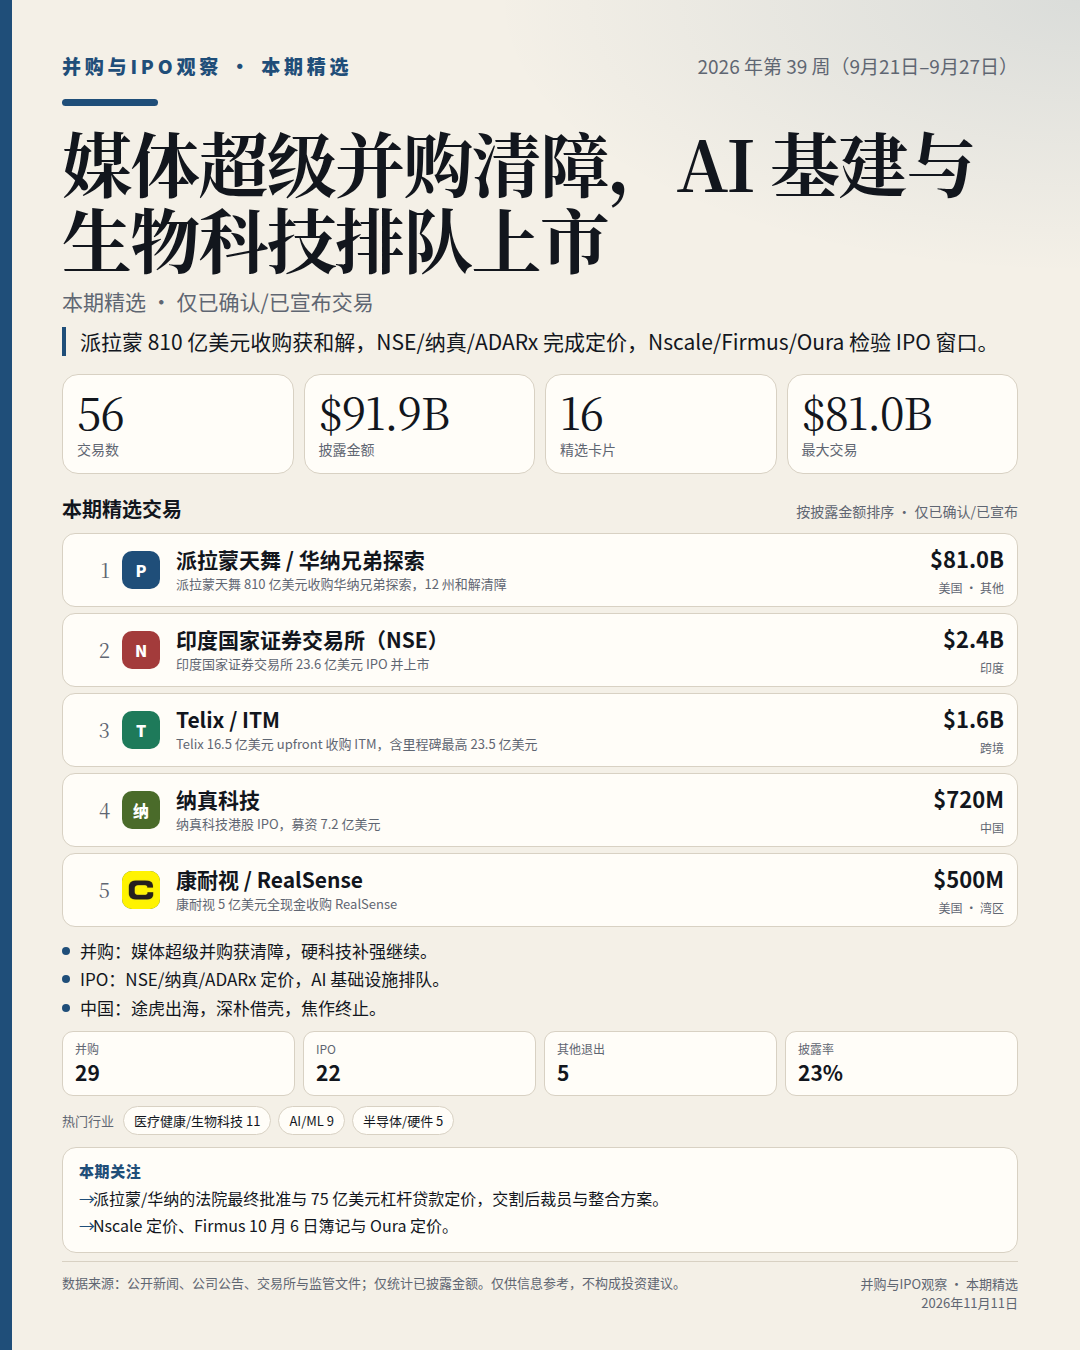 并购与IPO观察 · 本期精选
2026 年第 39 周（9月21日–9月27日）
媒体超级并购清障，AI 基建与
生物科技排队上市
本期精选 · 仅已确认/已宣布交易
派拉蒙 810 亿美元收购获和解，NSE/纳真/ADARx 完成定价，Nscale/Firmus/Oura 检验 IPO 窗口。
56
交易数
$91.9B
披露金额
16
精选卡片
$81.0B
最大交易
本期精选交易
按披露金额排序 · 仅已确认/已宣布
1
P
派拉蒙天舞 / 华纳兄弟探索
派拉蒙天舞 810 亿美元收购华纳兄弟探索，12 州和解清障
$81.0B
美国 · 其他
2
N
印度国家证券交易所（NSE）
印度国家证券交易所 23.6 亿美元 IPO 并上市
$2.4B
印度
3
T
Telix / ITM
Telix 16.5 亿美元 upfront 收购 ITM，含里程碑最高 23.5 亿美元
$1.6B
跨境
4
纳
纳真科技
纳真科技港股 IPO，募资 7.2 亿美元
$720M
中国
5
C
康耐视 / RealSense
康耐视 5 亿美元全现金收购 RealSense
$500M
美国 · 湾区
并购：媒体超级并购获清障，硬科技补强继续。
IPO：NSE/纳真/ADARx 定价，AI 基础设施排队。
中国：途虎出海，深朴借壳，焦作终止。
并购
29
IPO
22
其他退出
5
披露率
23%
热门行业
医疗健康/生物科技 11
AI/ML 9
半导体/硬件 5
本期关注
→派拉蒙/华纳的法院最终批准与 75 亿美元杠杆贷款定价，交割后裁员与整合方案。
→Nscale 定价、Firmus 10 月 6 日簿记与 Oura 定价。
数据来源：公开新闻、公司公告、交易所与监管文件；仅统计已披露金额。仅供信息参考，不构成投资建议。
并购与IPO观察 · 本期精选
2026年11月11日